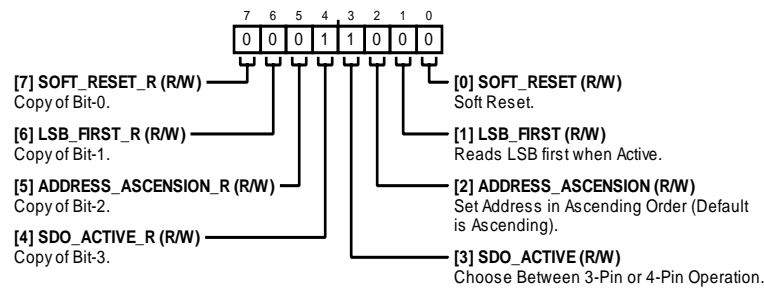 7 6 5 4 3 2 1 0
0 0 0 1 1 0 0 0
[7] SOFT_RESET_R (R/W)
Copy of Bit-0.
[6] LSB_FIRST_R (R/W)
Copy of Bit-1.
[5] ADDRESS_ASCENSION_R (R/W)
Copy of Bit-2.
[4] SDO_ACTIVE_R (R/W)
Copy of Bit-3.
[0] SOFT_RESET (R/W)
Soft Reset.
[1] LSB_FIRST (R/W)
Reads LSB first when Active.
[2] ADDRESS_ASCENSION (R/W)
Set Address in Ascending Order (Default
is Ascending).
[3] SDO_ACTIVE (R/W)
Choose Between 3-Pin or 4-Pin Operation.